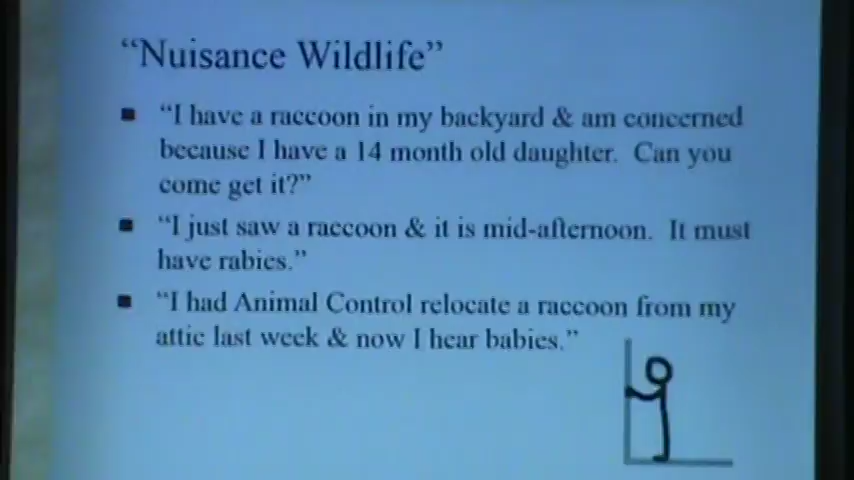 “Nuisance Wildlife”
“I have a raccoon in my backyard & am concerned
because I have a 14 month old daughter. Can you
come get it?”
“I just saw a raccoon & it is mid-afternoon. It must
have rabies.”
“I had Animal Control relocate a raccoon from my
attic last week & now I hear babies.”